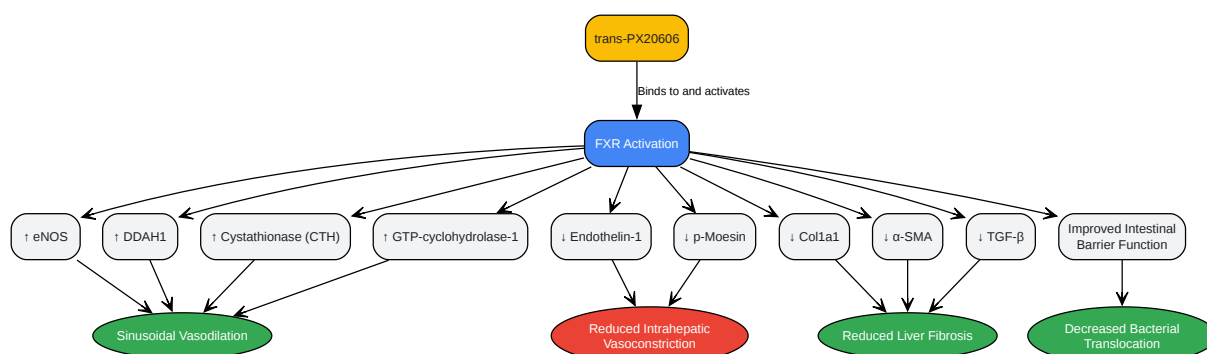 trans-PX20606
Binds to and activates
FXR Activation
↑ eNOS
↑ DDAH1
↑ Cystathionase (CTH)
↑ GTP-cyclohydrolase-1
↓ Endothelin-1
↓ p-Moesin
↓ Col1a1
↓ α-SMA
↓ TGF-β
Improved Intestinal
Barrier Function
Sinusoidal Vasodilation
Reduced Intrahepatic
Vasoconstriction
Reduced Liver Fibrosis
Decreased Bacterial
Translocation